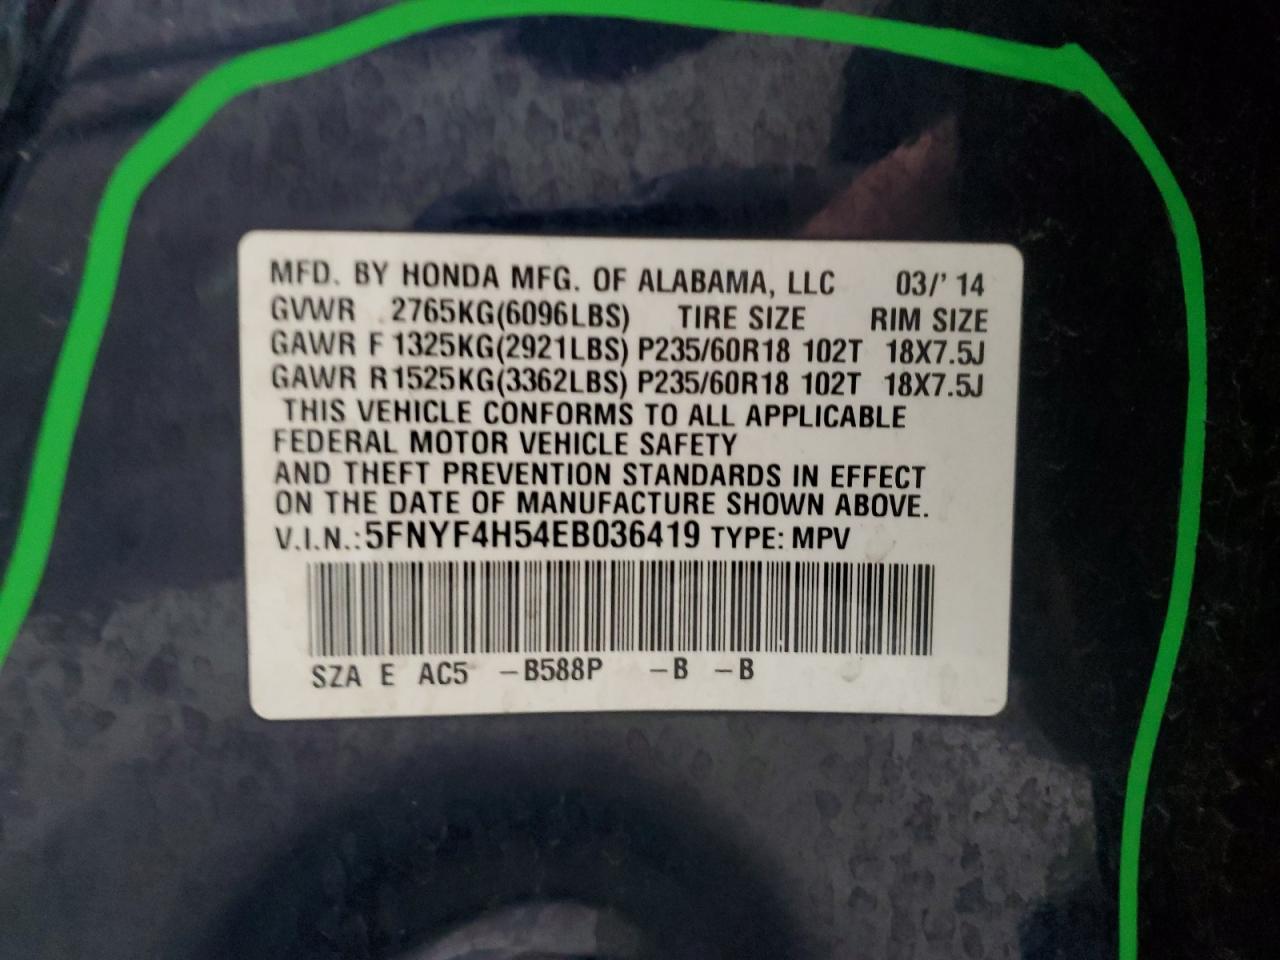 MFD. BY HONDA MFG. OF ALABAMA, LLC 03/' 14
GVWR 2765KG(6096LBS) TIRE SIZE RIM SIZE
GAWR F 1325KG(2921LBS) P235/60R18 102T 18X7.5J
GAWR R 1525KG(3362LBS) P235/60R18 102T 18X7.5J
THIS VEHICLE CONFORMS TO ALL APPLICABLE
FEDERAL MOTOR VEHICLE SAFETY
AND THEFT PREVENTION STANDARDS IN EFFECT
ON THE DATE OF MANUFACTURE SHOWN ABOVE.
V.I.N.: 5FNYF4H54EB036419 TYPE: MPV
SZA E AC5 -B588P -B -B